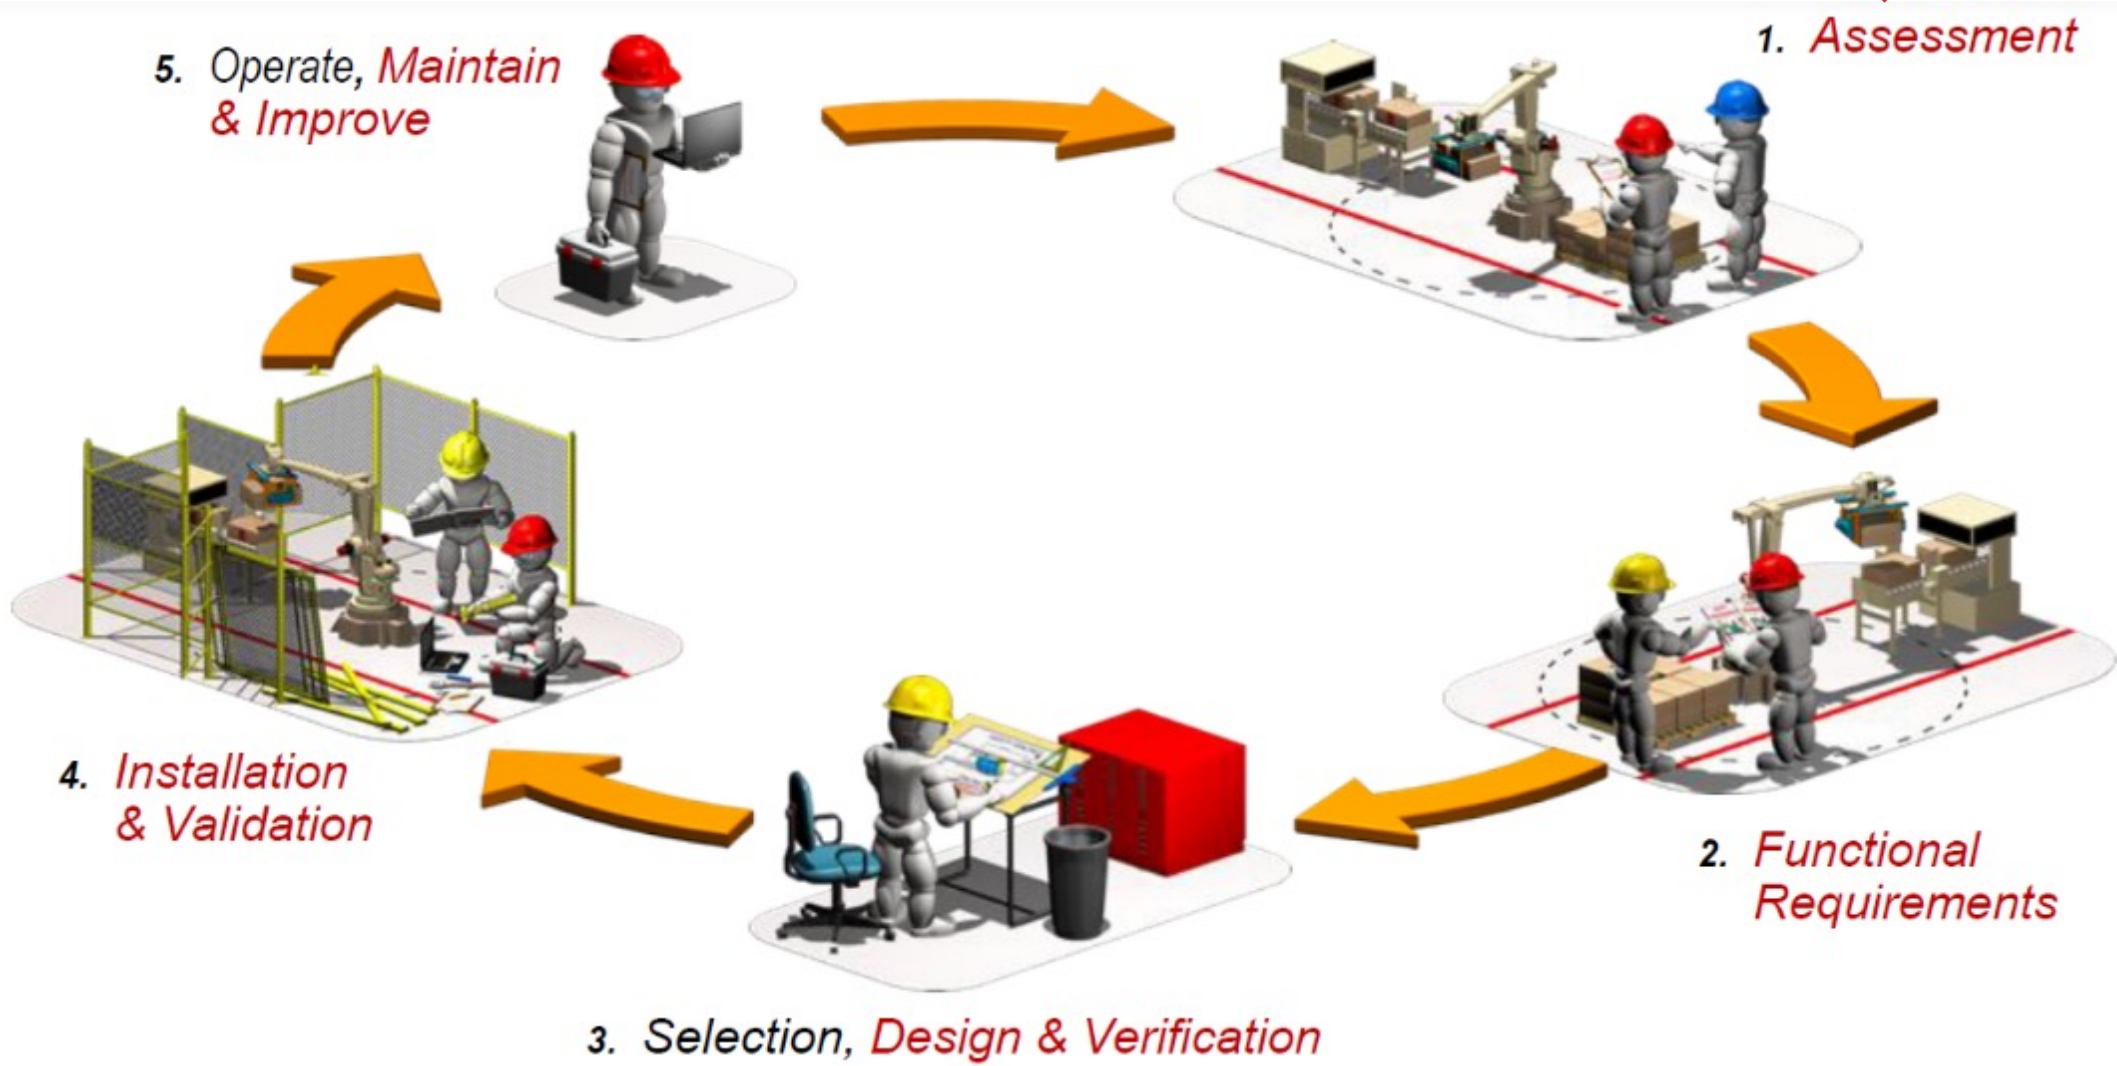 1. Assessment
2. Functional
Requirements
3. Selection, Design & Verification
4. Installation
& Validation
5. Operate, Maintain
& Improve